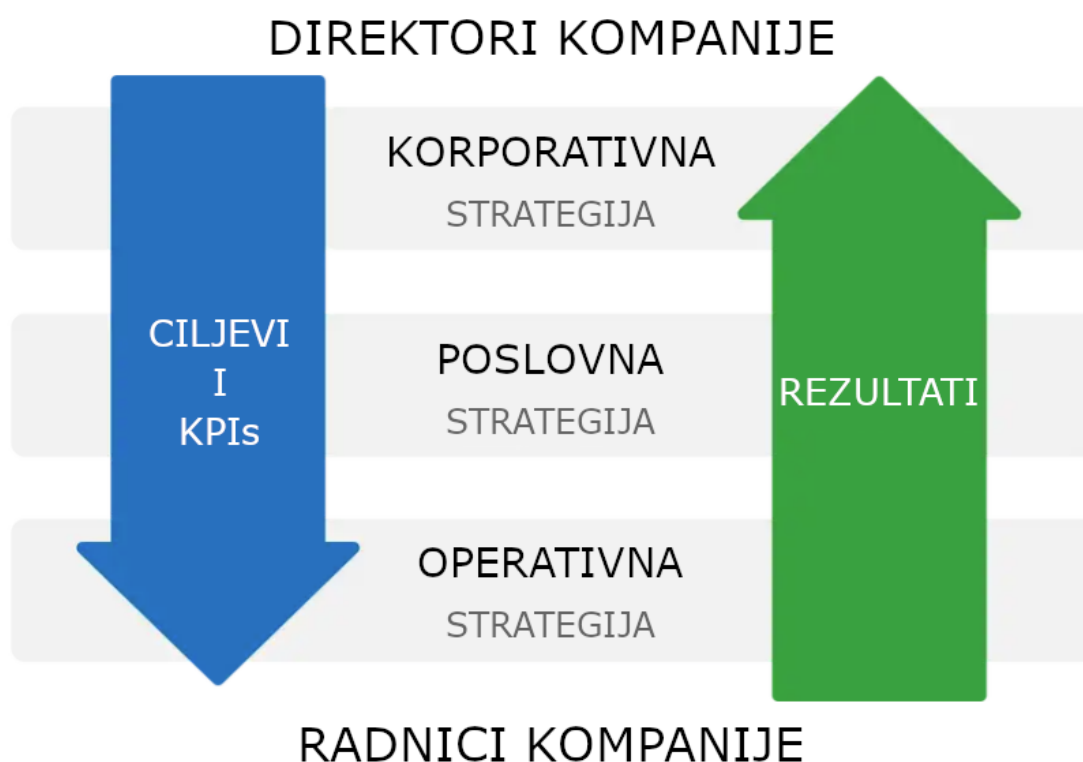 DIREKTORI KOMPANIJE
KORPORATIVNA
STRATEGIJA
CILJEVI
I
KPIs
POSLOVNA
STRATEGIJA
REZULTATI
OPERATIVNA
STRATEGIJA
RADNICI KOMPANIJE